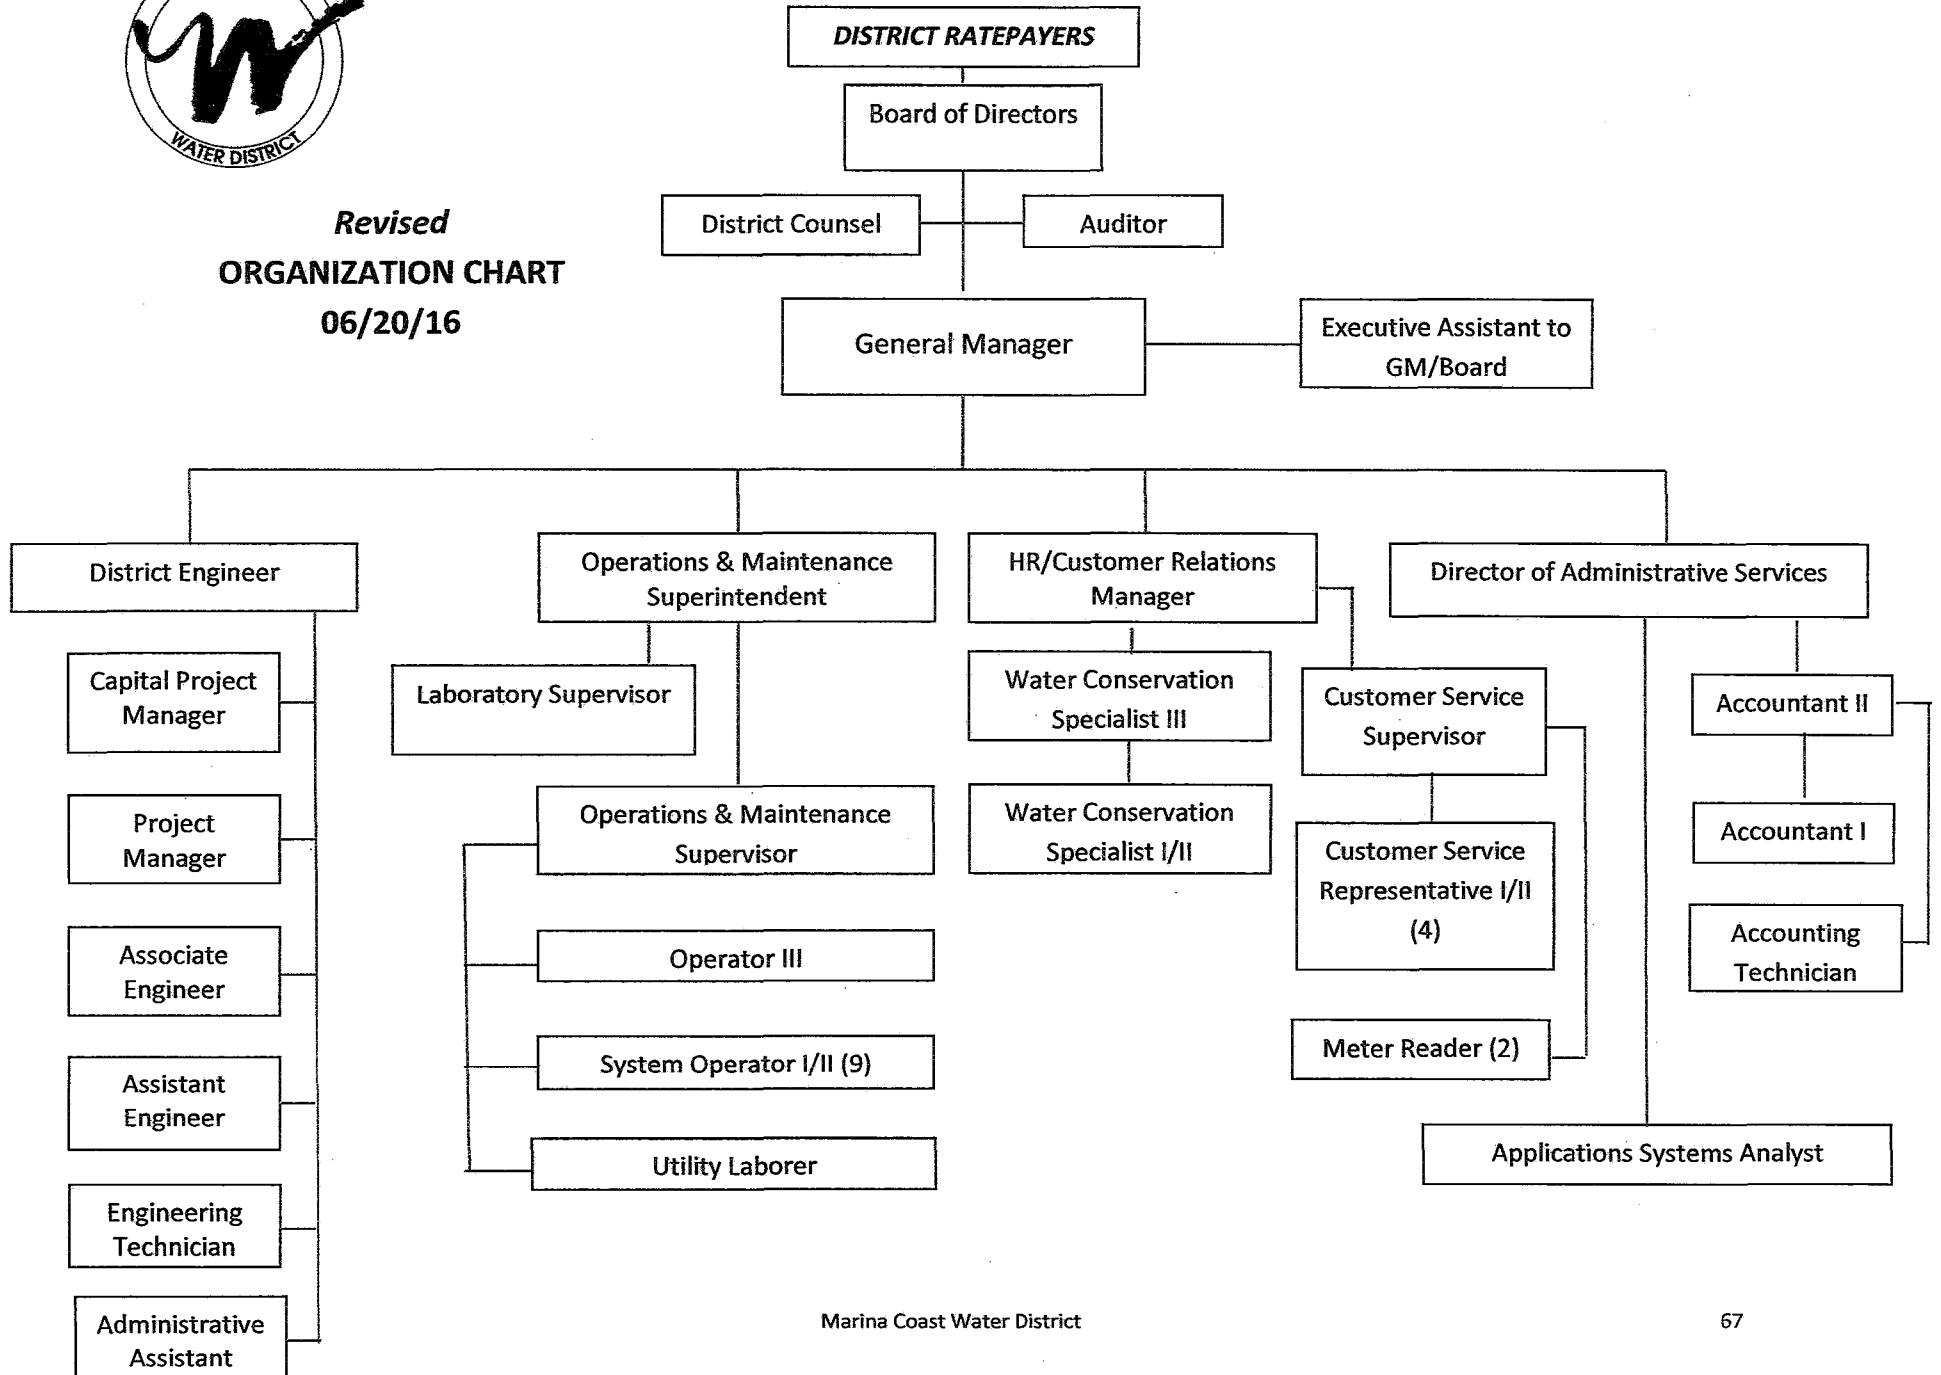 DISTRICT RATEPAYERS
Board of Directors
WATER DISTRICT
District Counsel
Auditor
Revised
ORGANIZATION CHART
06/20/16
General Manager
Executive Assistant to
GM/Board
District Engineer
Operations & Maintenance
Superintendent
HR/Customer Relations
Manager
Director of Administrative Services
Capital Project
Manager
Laboratory Supervisor
Water Conservation
Specialist III
Customer Service
Supervisor
Accountant II
Project
Manager
Operations & Maintenance
Supervisor
Water Conservation
Specialist I/II
Customer Service
Representative I/II
(4)
Accountant I
Associate
Engineer
Operator III
Accounting
Technician
Assistant
Engineer
System Operator I/II (9)
Meter Reader (2)
Utility Laborer
Applications Systems Analyst
Engineering
Technician
Administrative
Assistant
Marina Coast Water District
67